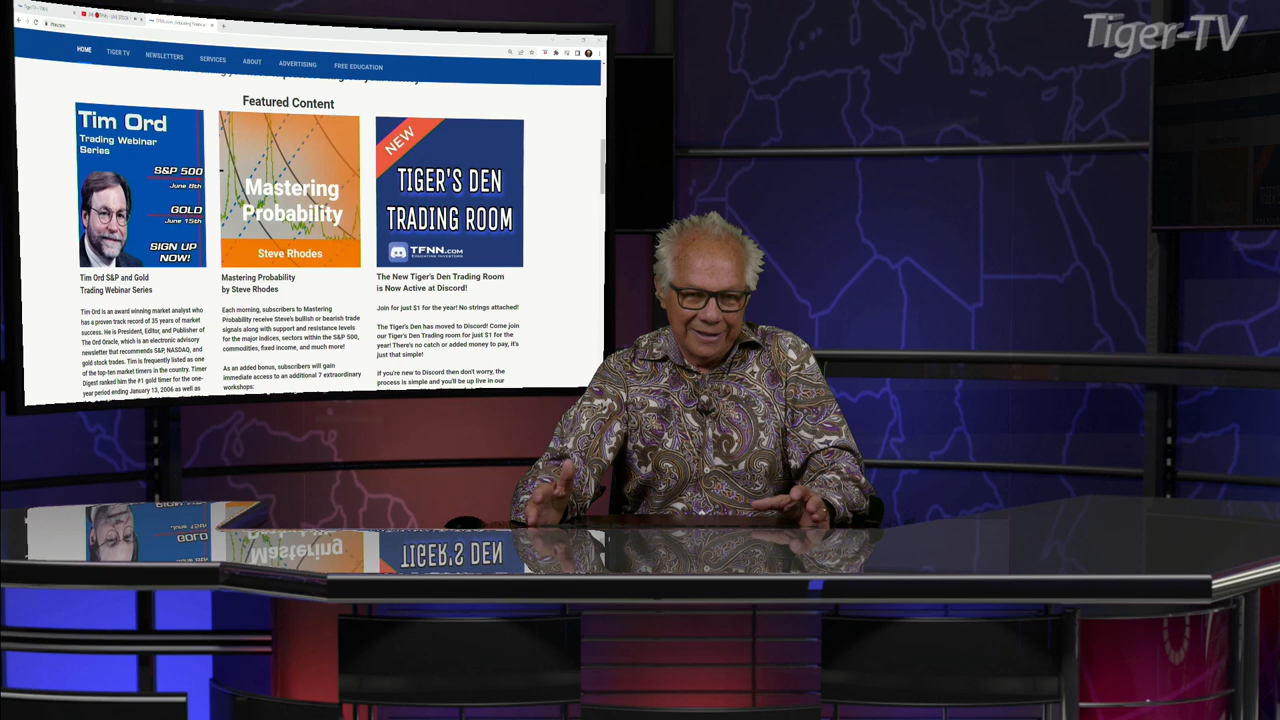 Tiger-TV
HOME
TIGER TV
NEWSLETTERS
SERVICES
ABOUT
ADVERTISING
FREE EDUCATION
Featured Content
Tim Ord
Trading Webinar
Series
S&P 500
June 8th
GOLD
June 15th
SIGN UP
NOW!
Mastering
Probability
Steve Rhodes
NEW
TIGER'S DEN
TRADING ROOM
TFNN.com
EDUCATING INVESTORS
Tim Ord S&P and Gold
Trading Webinar Series
Tim Ord is an award winning market analyst who
has a proven track record of 35 years of market
success. He is President, Editor, and Publisher of
The Ord Oracle, which is an electronic advisory
newsletter that recommends S&P, NASDAQ, and
gold stock trades. Tim is frequently listed as one
of the top-ten market timers in the country. Timer
Digest ranked him the #1 gold timer for the one-
year period ending January 13, 2006 as well as
Mastering Probability
by Steve Rhodes
Each morning, subscribers to Mastering
Probability receive Steve's bullish or bearish trade
signals along with support and resistance levels
for the major indices, sectors within the S&P 500,
commodities, fixed income, and much more!
As an added bonus, subscribers will gain
immediate access to an additional 7 extraordinary
workshops:
The New Tiger's Den Trading Room
is Now Active at Discord!
Join for just $1 for the year! No strings attached!
The Tiger's Den has moved to Discord! Come join
our Tiger's Den Trading room for just $1 for the
year! There's no catch or added money to pay, it's
just that simple!
If you're new to Discord then don't worry, the
process is simple and you'll be up live in our